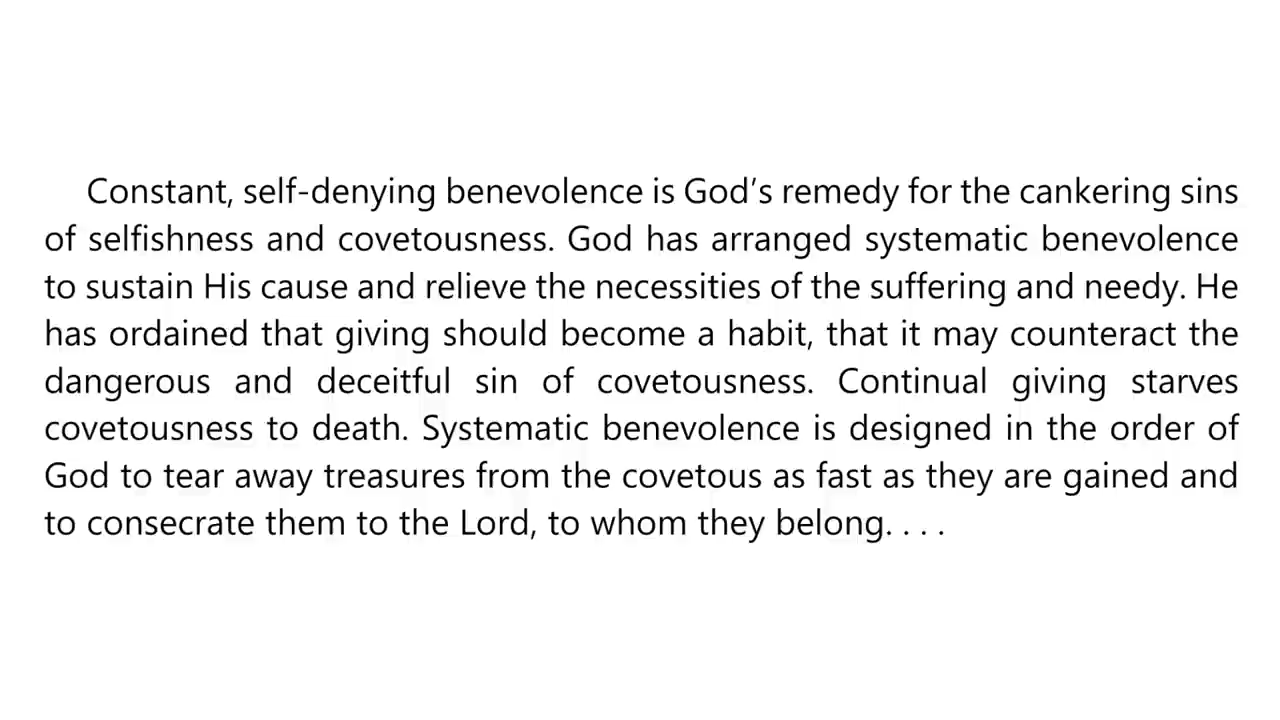 Constant, self-denying benevolence is God’s remedy for the cankering sins
of selfishness and covetousness. God has arranged systematic benevolence
to sustain His cause and relieve the necessities of the suffering and needy. He
has ordained that giving should become a habit, that it may counteract the
dangerous and deceitful sin of covetousness. Continual giving starves
covetousness to death. Systematic benevolence is designed in the order of
God to tear away treasures from the covetous as fast as they are gained and
to consecrate them to the Lord, to whom they belong. . . .